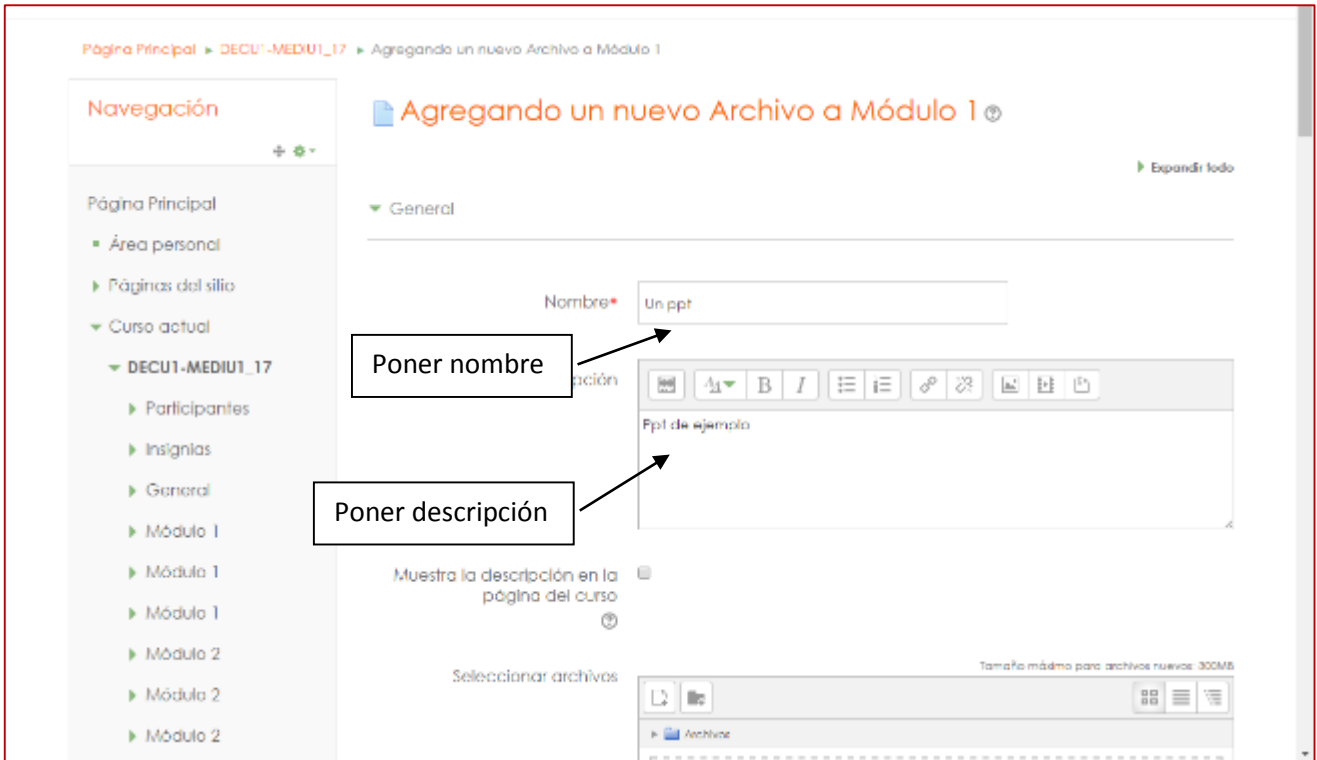 Página Principal ▸ DECU1-MEDIU1_17 ▸ Agregando un nuevo Archivo a Módulo 1
Navegación
Página Principal
Área personal
Páginas del sitio
Curso actual
DECU1-MEDIU1_17
Participantes
Insignias
General
Módulo 1
Módulo 1
Módulo 1
Módulo 2
Módulo 2
Módulo 2
Agregando un nuevo Archivo a Módulo 1
Expandir todo
General
Nombre*
Un ppt
Poner nombre
pción
Ppt de ejemplo
Poner descripción
Muestra la descripción en la
página del curso
Seleccionar archivos
Tamaño máximo para archivos nuevos: 300MB
Archivos